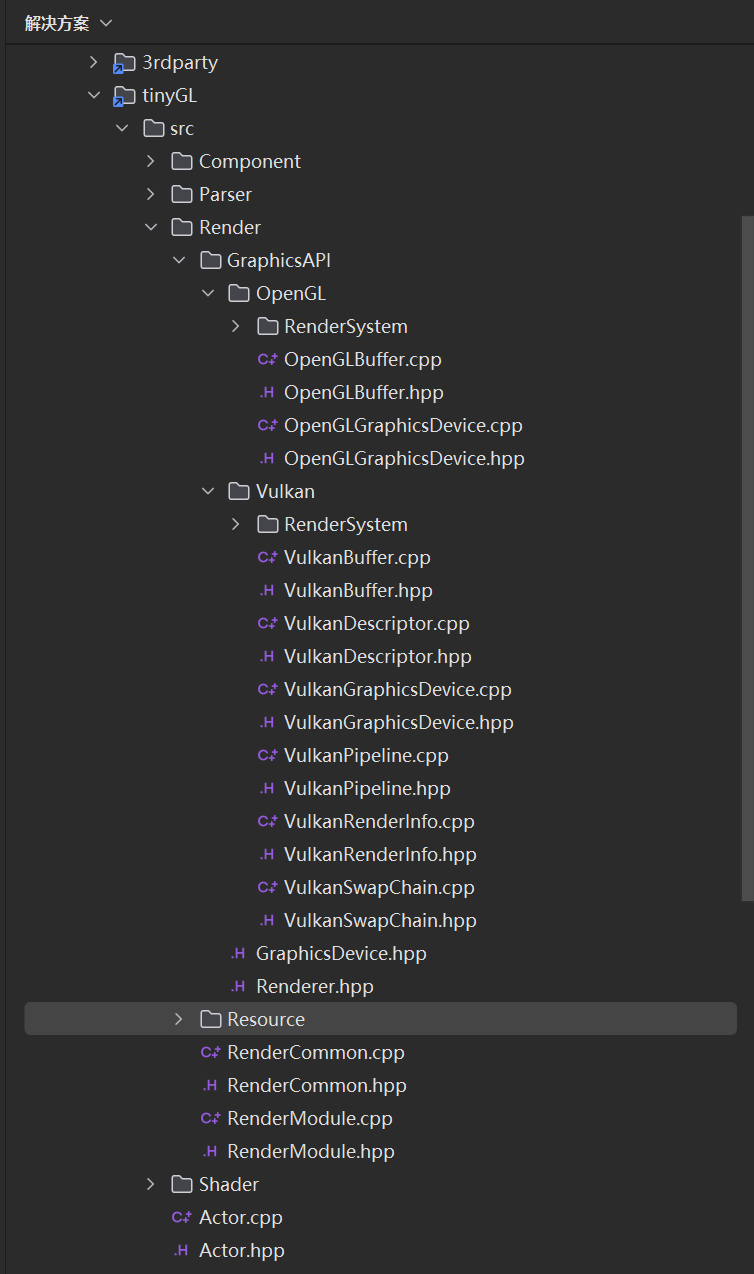 解决方案
3rdparty
tinyGL
src
Component
Parser
Render
GraphicsAPI
OpenGL
RenderSystem
C++ OpenGLBuffer.cpp
.H OpenGLBuffer.hpp
C++ OpenGLGraphicsDevice.cpp
.H OpenGLGraphicsDevice.hpp
Vulkan
RenderSystem
C++ VulkanBuffer.cpp
.H VulkanBuffer.hpp
C++ VulkanDescriptor.cpp
.H VulkanDescriptor.hpp
C++ VulkanGraphicsDevice.cpp
.H VulkanGraphicsDevice.hpp
C++ VulkanPipeline.cpp
.H VulkanPipeline.hpp
C++ VulkanRenderInfo.cpp
.H VulkanRenderInfo.hpp
C++ VulkanSwapChain.cpp
.H VulkanSwapChain.hpp
.H GraphicsDevice.hpp
.H Renderer.hpp
Resource
C++ RenderCommon.cpp
.H RenderCommon.hpp
C++ RenderModule.cpp
.H RenderModule.hpp
Shader
C++ Actor.cpp
.H Actor.hpp